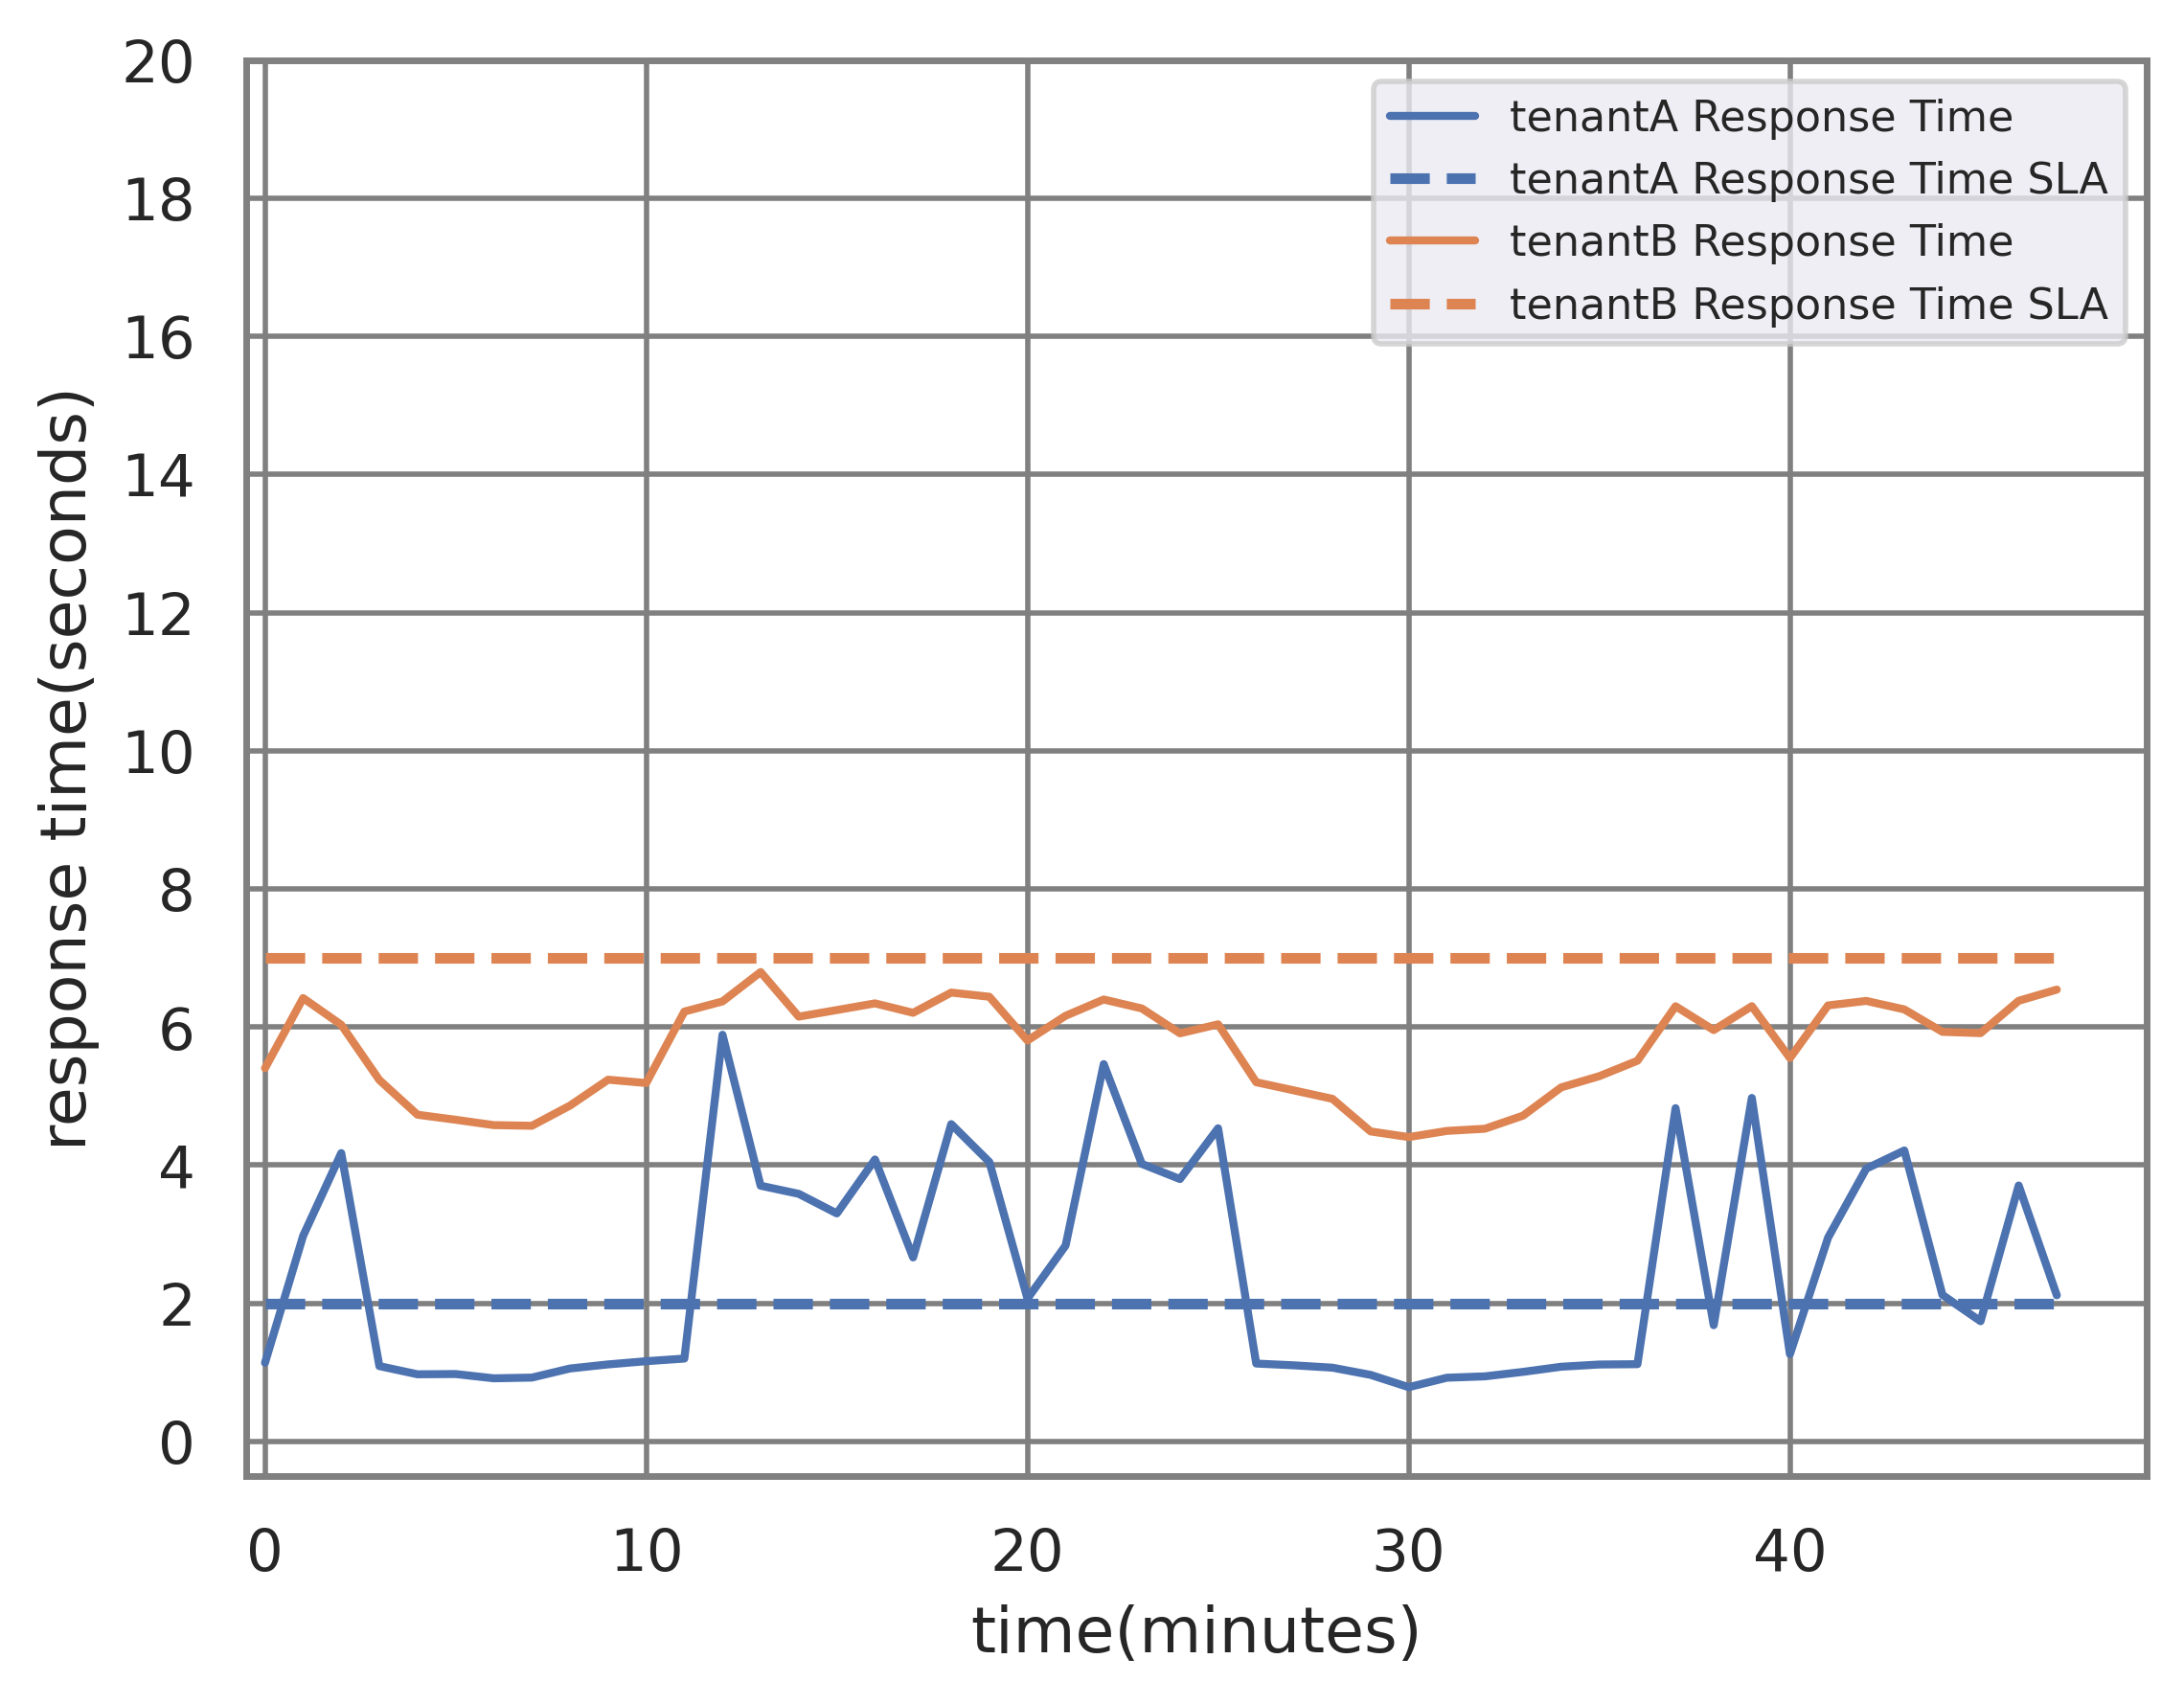 20
18
16
14
12
10
8
6
4
2
0
response time(seconds)
tenantA Response Time
tenantA Response Time SLA
tenantB Response Time
tenantB Response Time SLA
0 10 20 30 40
time(minutes)